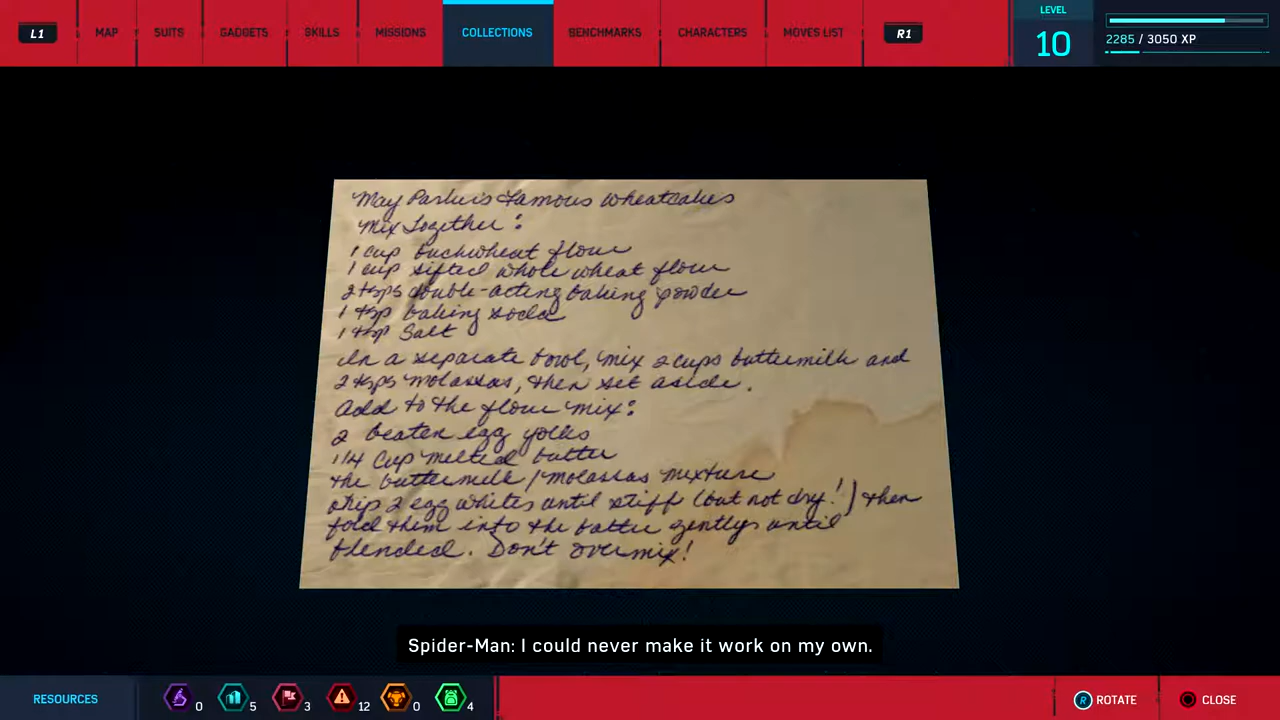 L1 MAP SUITS GADGETS SKILLS MISSIONS COLLECTIONS BENCHMARKS CHARACTERS MOVES LIST R1
LEVEL
10
2285 / 3050 XP
May Parker's Famous Wheatcakes
Mix Together:
1 cup buckwheat flour
1 cup sifted whole wheat flour
2 tsps double-acting baking powder
1 tsp baking soda
1 tsp Salt
In a separate bowl, mix 2 cups buttermilk and
2 tsps molassas, then set aside.
Add to the flour mix:
2 beaten egg yolks
1/4 Cup melted butter
the buttermilk/molassas mixture
whip 2 egg whites until stiff (but not dry!) then
fold them into the batter gently until
blended. Don't overmix!
Spider-Man: I could never make it work on my own.
RESOURCES 0 5 3 12 0 4
R ROTATE CLOSE